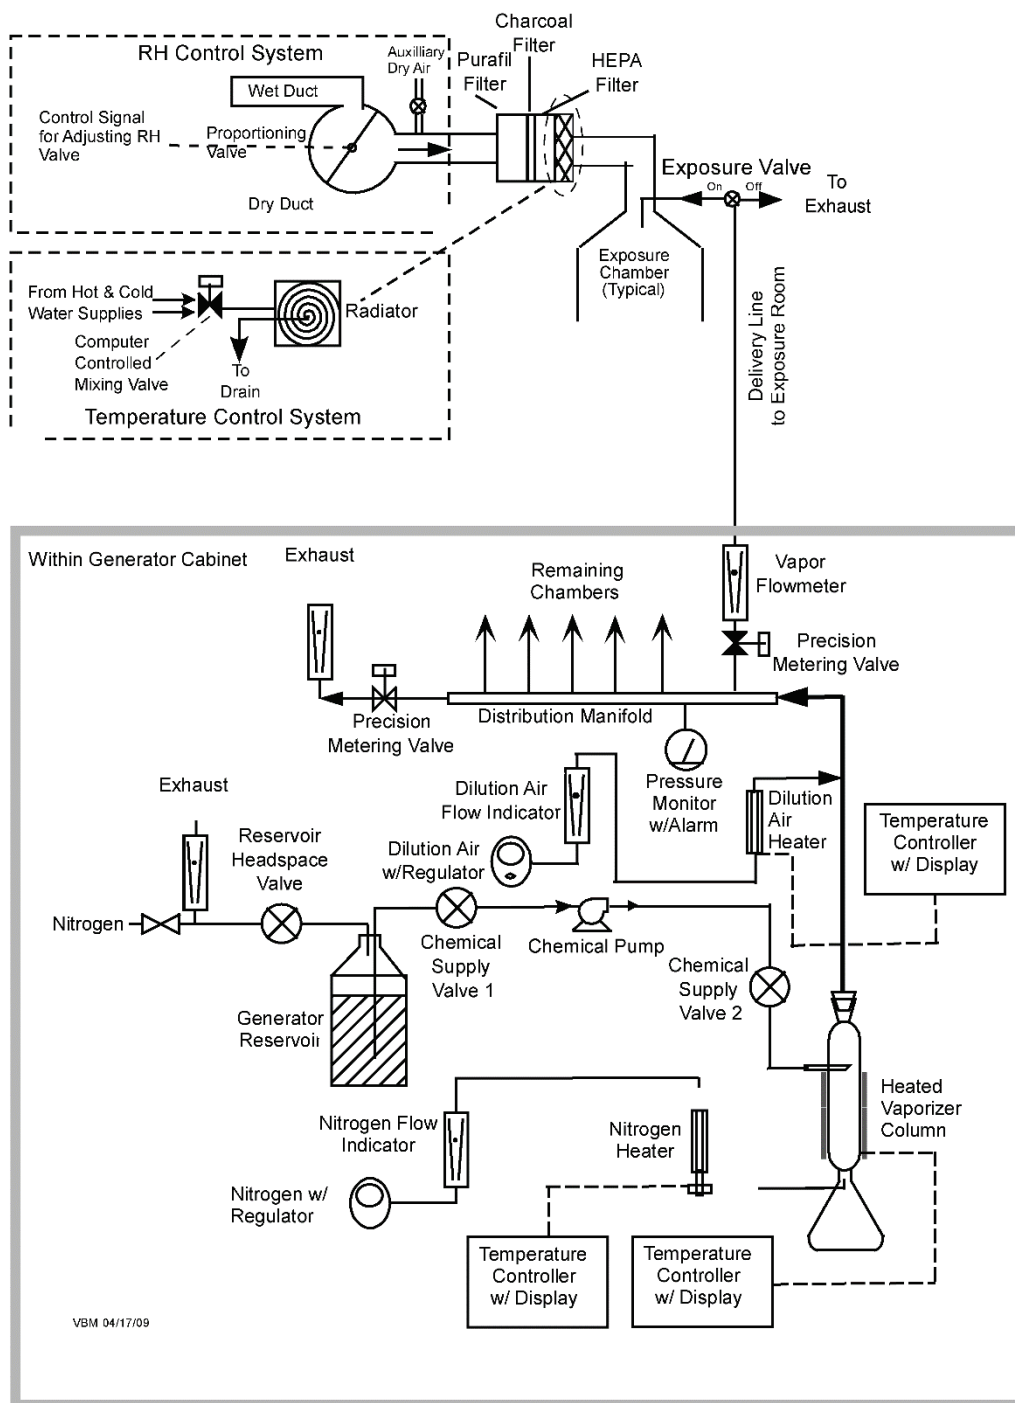 RH Control System
Auxilliary
Dry Air
Charcoal
Filter
Purafil
Filter
HEPA
Filter
Wet Duct
Control Signal
for Adjusting RH
Valve
Proportioning
Valve
Dry Duct
Exposure Valve
On
Off
To
Exhaust
Exposure
Chamber
(Typical)
From Hot & Cold
Water Supplies
Radiator
Computer
Controlled
Mixing Valve
To
Drain
Temperature Control System
Delivery Line
to Exposure Room
Within Generator Cabinet
Exhaust
Remaining
Chambers
Vapor
Flowmeter
Precision
Metering Valve
Precision
Metering Valve
Distribution Manifold
Pressure
Monitor
w/Alarm
Exhaust
Dilution Air
Flow Indicator
Dilution
Air
Heater
Temperature
Controller
w/ Display
Reservoir
Headspace
Valve
Dilution Air
w/Regulator
Nitrogen
Chemical
Supply
Valve 1
Chemical Pump
Chemical
Supply
Valve 2
Generator
Reservoir
Heated
Vaporizer
Column
Nitrogen Flow
Indicator
Nitrogen
Heater
Nitrogen w/
Regulator
Temperature
Controller
w/ Display
Temperature
Controller
w/ Display
VBM 04/17/09